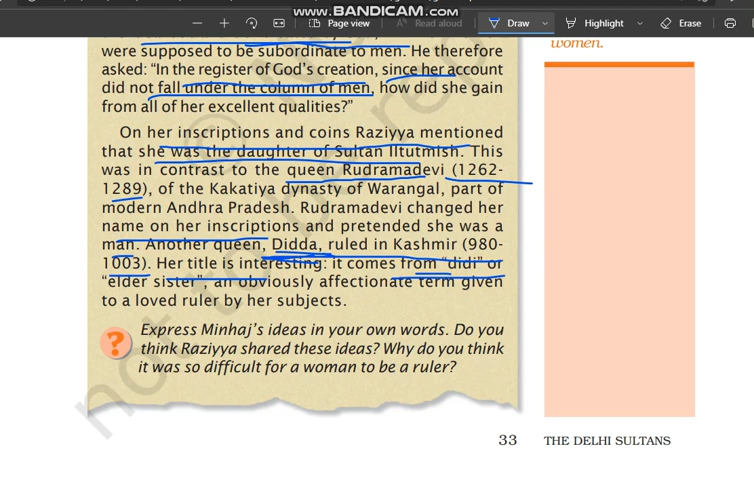 www.BANDICAM.com
Page view
Read aloud
Draw
Highlight
Erase
were supposed to be subordinate to men. He therefore
asked: “In the register of God’s creation, since her account
did not fall under the column of men, how did she gain
from all of her excellent qualities?”
On her inscriptions and coins Raziyya mentioned
that she was the daughter of Sultan Iltutmish. This
was in contrast to the queen Rudramadevi (1262-
1289), of the Kakatiya dynasty of Warangal, part of
modern Andhra Pradesh. Rudramadevi changed her
name on her inscriptions and pretended she was a
man. Another queen, Didda, ruled in Kashmir (980-
1003). Her title is interesting: it comes from “didi” or
“elder sister”, an obviously affectionate term given
to a loved ruler by her subjects.
? Express Minhaj’s ideas in your own words. Do you
think Raziyya shared these ideas? Why do you think
it was so difficult for a woman to be a ruler?
women.
33 THE DELHI SULTANS